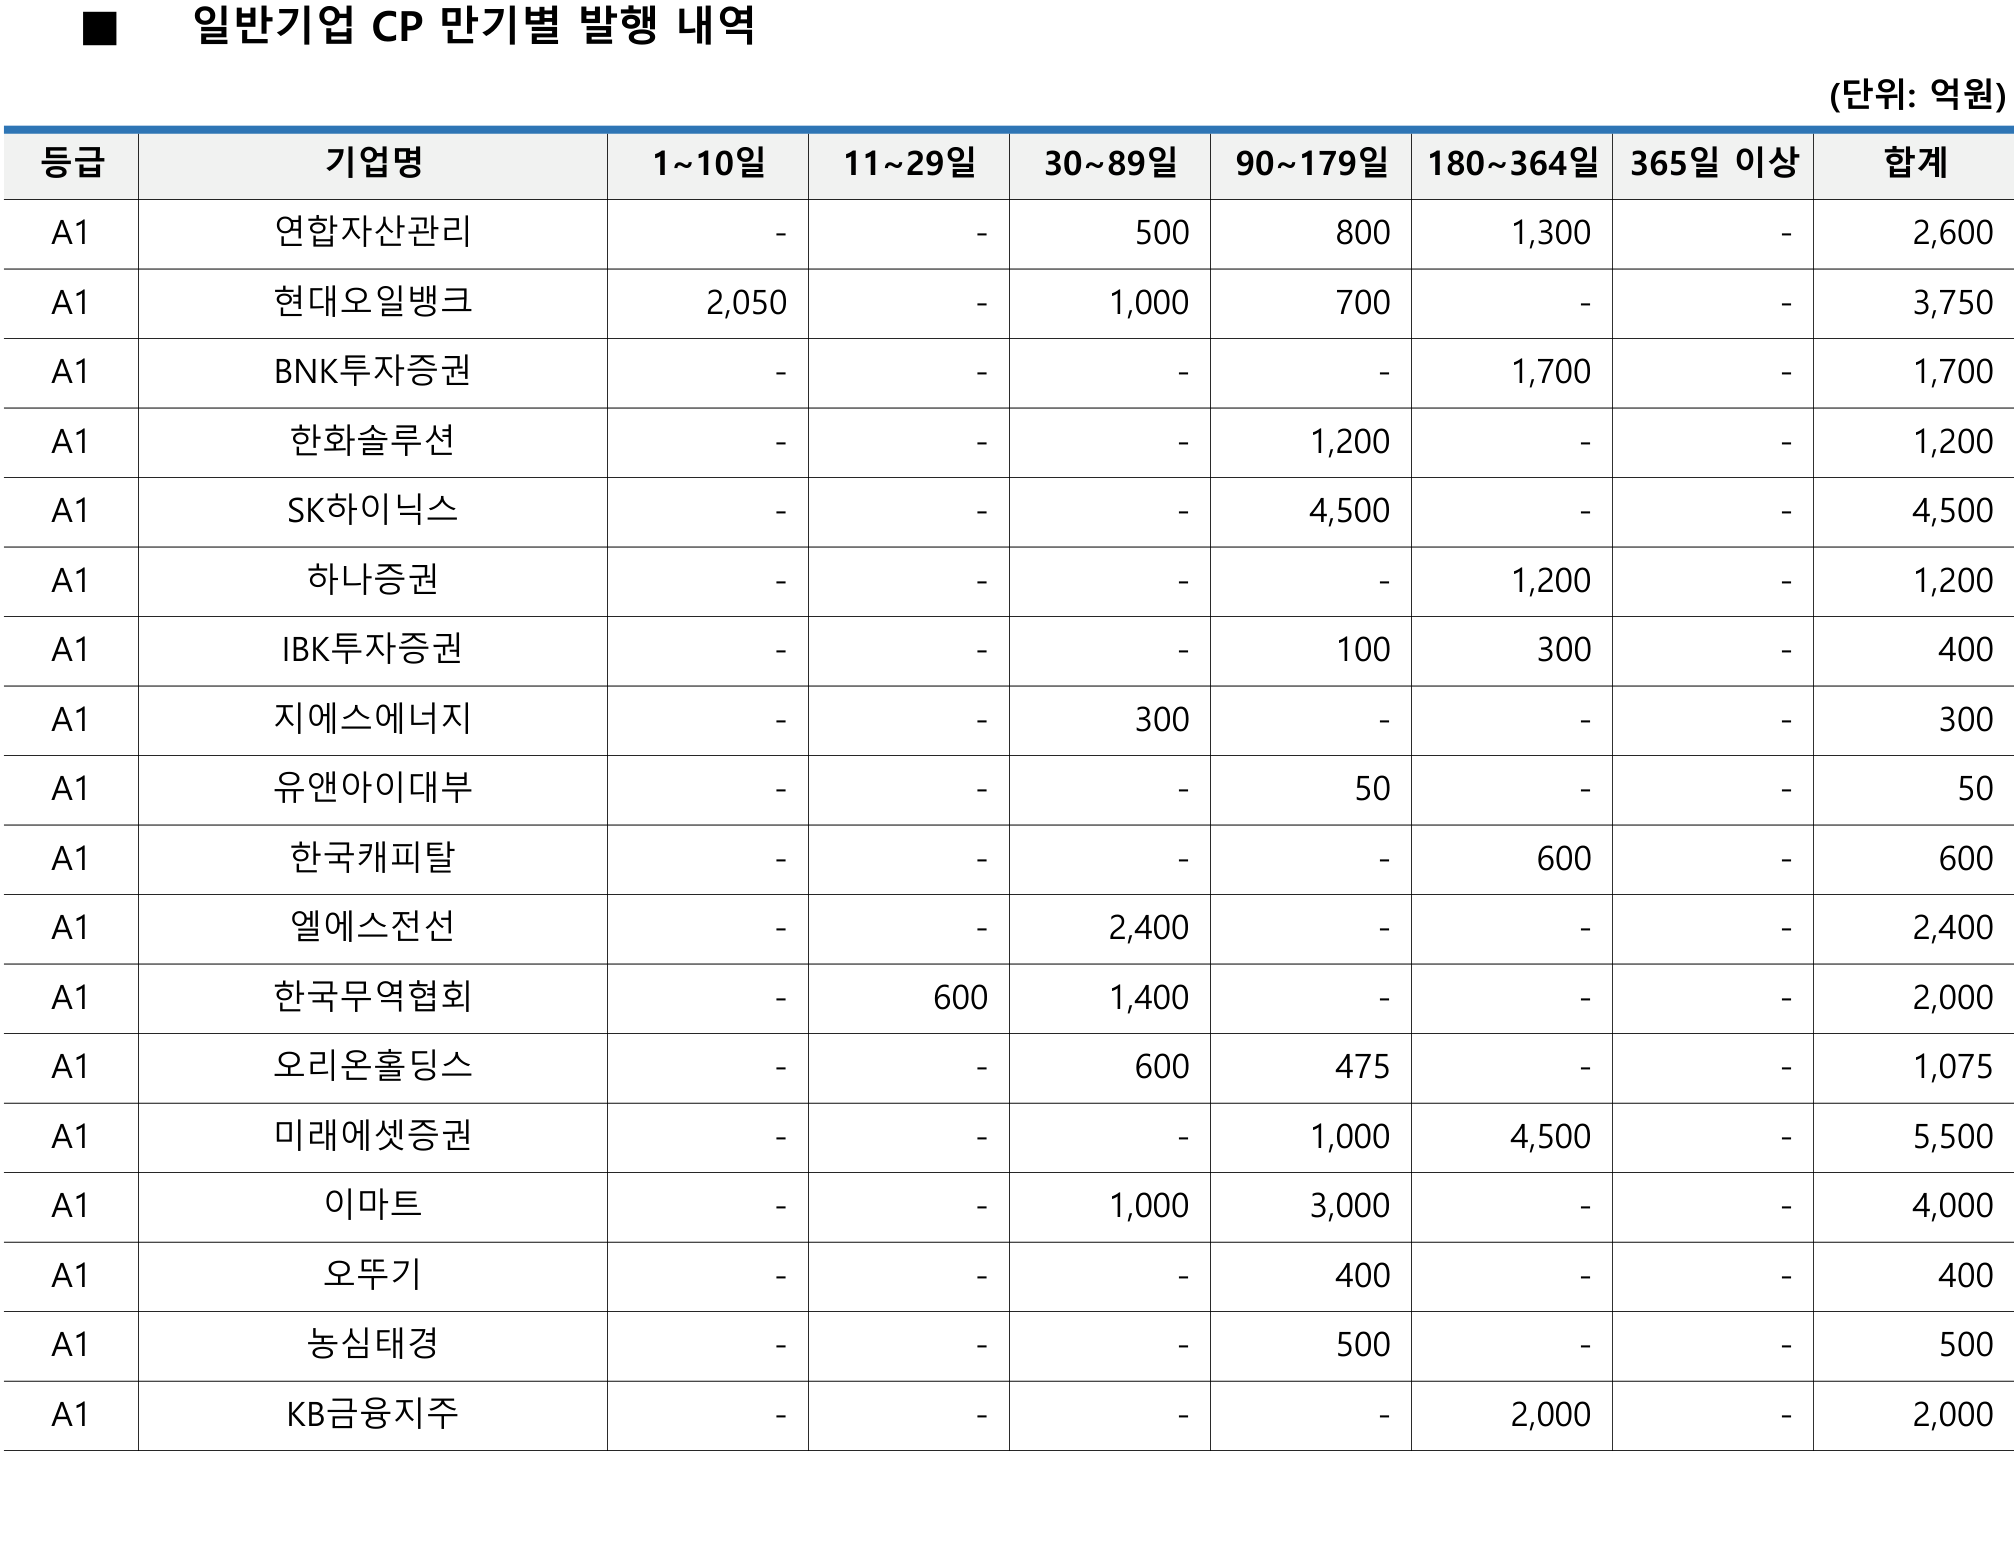 ■ 일반기업 CP 만기별 발행 내역
(단위: 억원)
등급 기업명 1~10일 11~29일 30~89일 90~179일 180~364일 365일 이상 합계
A1 연합자산관리 - - 500 800 1,300 - 2,600
A1 현대오일뱅크 2,050 - 1,000 700 - - 3,750
A1 BNK투자증권 - - - - 1,700 - 1,700
A1 한화솔루션 - - - 1,200 - - 1,200
A1 SK하이닉스 - - - 4,500 - - 4,500
A1 하나증권 - - - - 1,200 - 1,200
A1 IBK투자증권 - - - 100 300 - 400
A1 지에스에너지 - - 300 - - - 300
A1 유앤아이대부 - - - 50 - - 50
A1 한국캐피탈 - - - - 600 - 600
A1 엘에스전선 - - 2,400 - - - 2,400
A1 한국무역협회 - 600 1,400 - - - 2,000
A1 오리온홀딩스 - - 600 475 - - 1,075
A1 미래에셋증권 - - - 1,000 4,500 - 5,500
A1 이마트 - - 1,000 3,000 - - 4,000
A1 오뚜기 - - - 400 - - 400
A1 농심태경 - - - 500 - - 500
A1 KB금융지주 - - - - 2,000 - 2,000